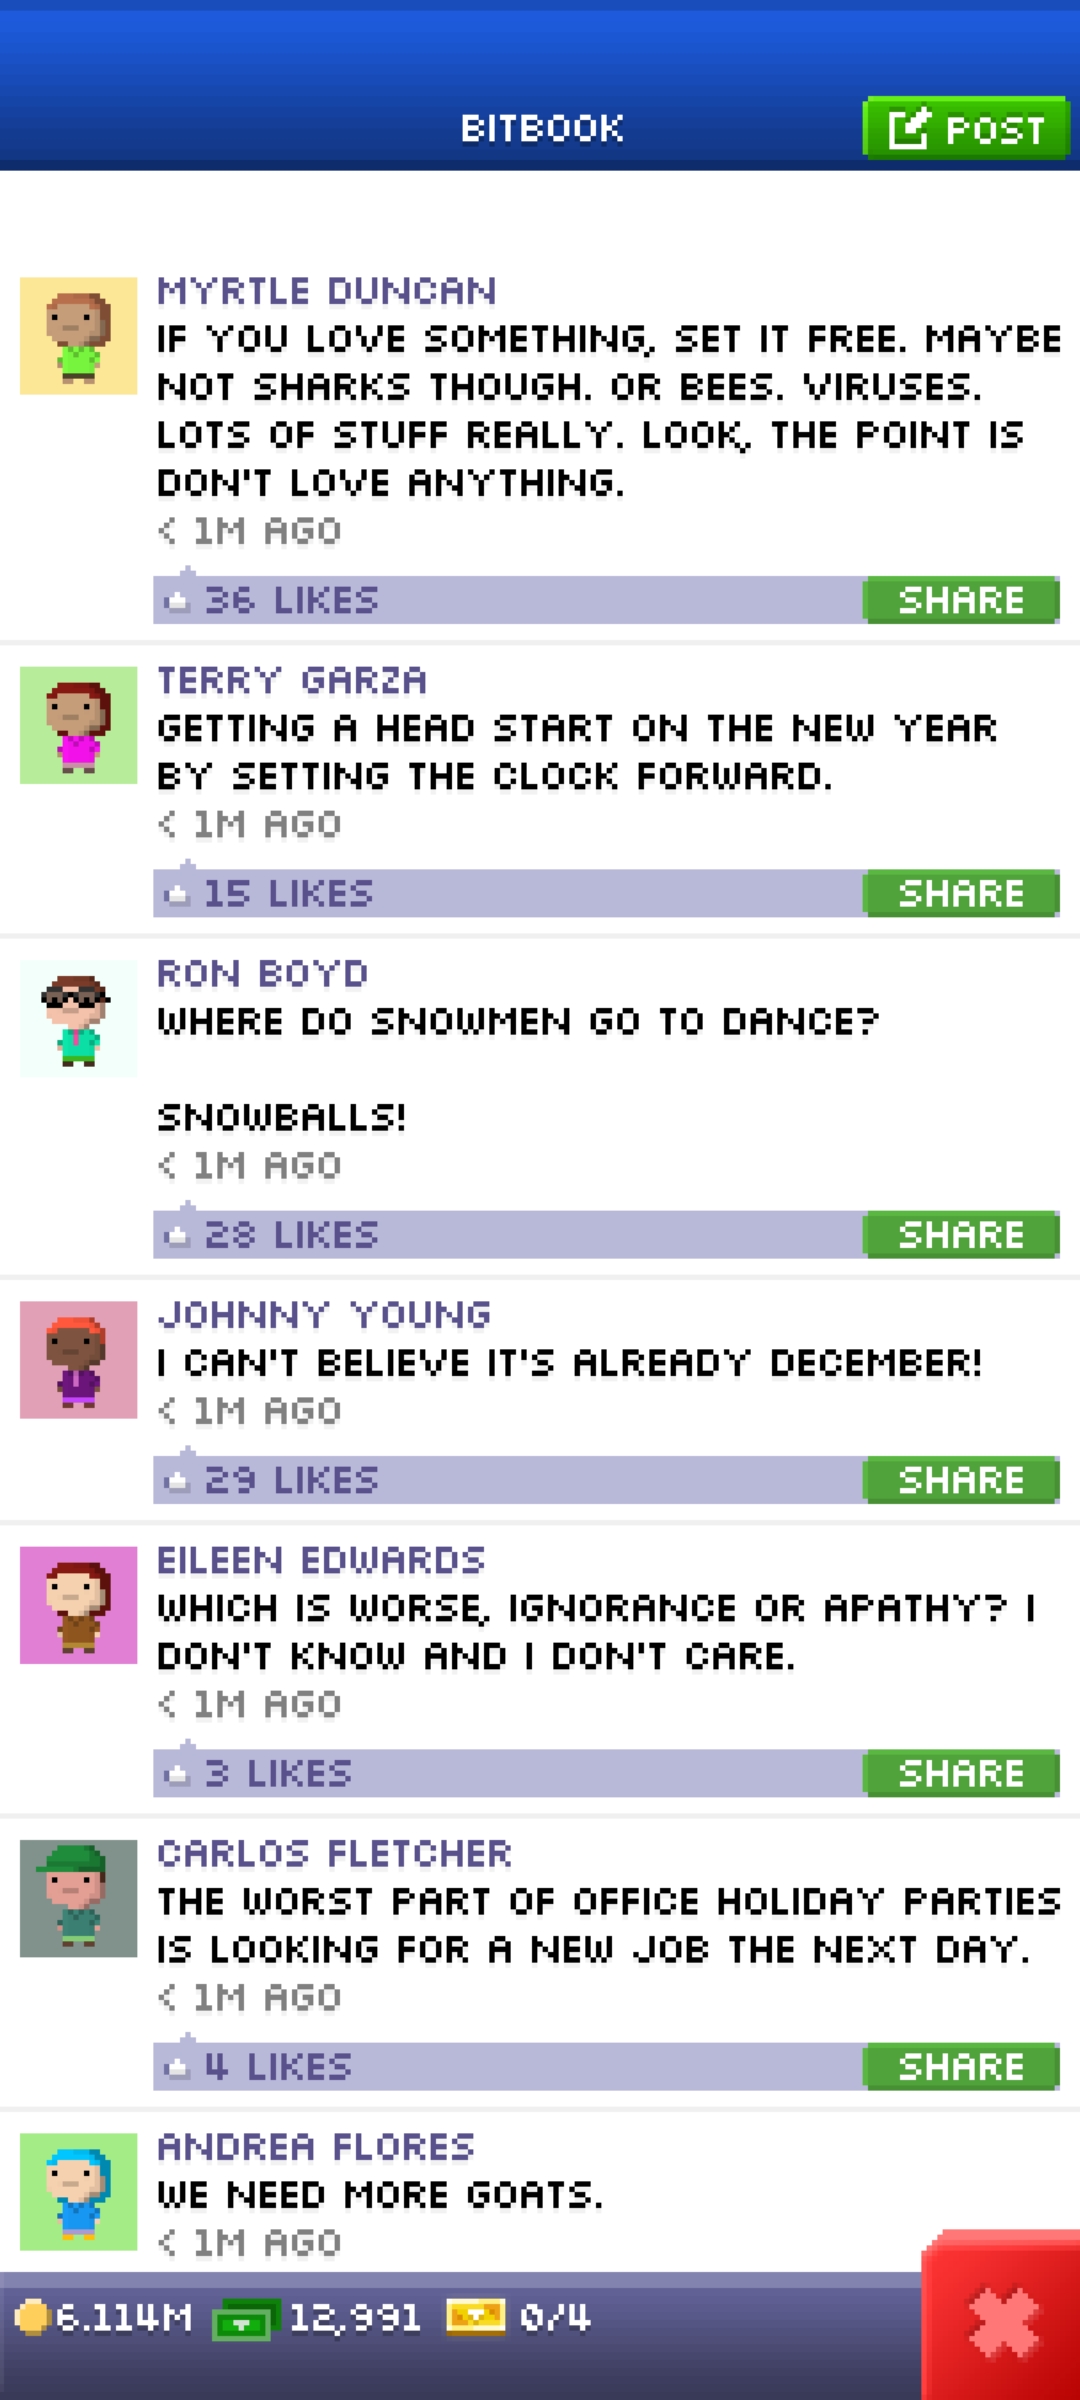 BITBOOK
POST
MYRTLE DUNCAN
IF YOU LOVE SOMETHING, SET IT FREE. MAYBE
NOT SHARKS THOUGH. OR BEES. VIRUSES.
LOTS OF STUFF REALLY. LOOK, THE POINT IS
DON'T LOVE ANYTHING.
< 1M AGO
36 LIKES
SHARE
TERRY GARZA
GETTING A HEAD START ON THE NEW YEAR
BY SETTING THE CLOCK FORWARD.
< 1M AGO
15 LIKES
SHARE
RON BOYD
WHERE DO SNOWMEN GO TO DANCE?
SNOWBALLS!
< 1M AGO
28 LIKES
SHARE
JOHNNY YOUNG
I CAN'T BELIEVE IT'S ALREADY DECEMBER!
< 1M AGO
29 LIKES
SHARE
EILEEN EDWARDS
WHICH IS WORSE, IGNORANCE OR APATHY? I
DON'T KNOW AND I DON'T CARE.
< 1M AGO
3 LIKES
SHARE
CARLOS FLETCHER
THE WORST PART OF OFFICE HOLIDAY PARTIES
IS LOOKING FOR A NEW JOB THE NEXT DAY.
< 1M AGO
4 LIKES
SHARE
ANDREA FLORES
WE NEED MORE GOATS.
< 1M AGO
6.114M 12,991 0/4